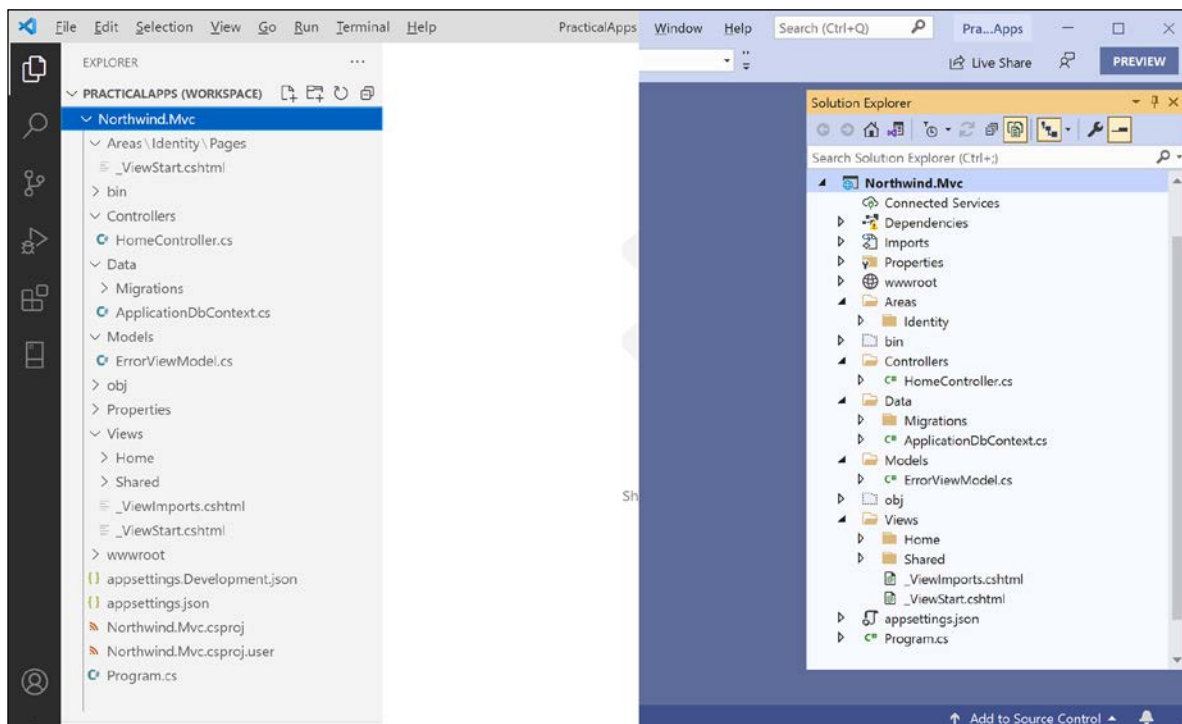 File Edit Selection View Go Run Terminal Help PracticalApps
EXPLORER ...
PRACTICALAPPS (WORKSPACE)
Northwind.Mvc
Areas\Identity\Pages
_ViewStart.cshtml
bin
Controllers
HomeController.cs
Data
Migrations
ApplicationDbContext.cs
Models
ErrorViewModel.cs
obj
Properties
Views
Home
Shared
_ViewImports.cshtml
_ViewStart.cshtml
wwwroot
appsettings.Development.json
appsettings.json
Northwind.Mvc.csproj
Northwind.Mvc.csproj.user
Program.cs
Sh
Window Help Search (Ctrl+Q) Pra...Apps
Live Share PREVIEW
Solution Explorer
Search Solution Explorer (Ctrl+;)
Northwind.Mvc
Connected Services
Dependencies
Imports
Properties
wwwroot
Areas
Identity
bin
Controllers
C# HomeController.cs
Data
Migrations
C# ApplicationDbContext.cs
Models
C# ErrorViewModel.cs
obj
Views
Home
Shared
_ViewImports.cshtml
_ViewStart.cshtml
appsettings.json
C# Program.cs
Add to Source Control